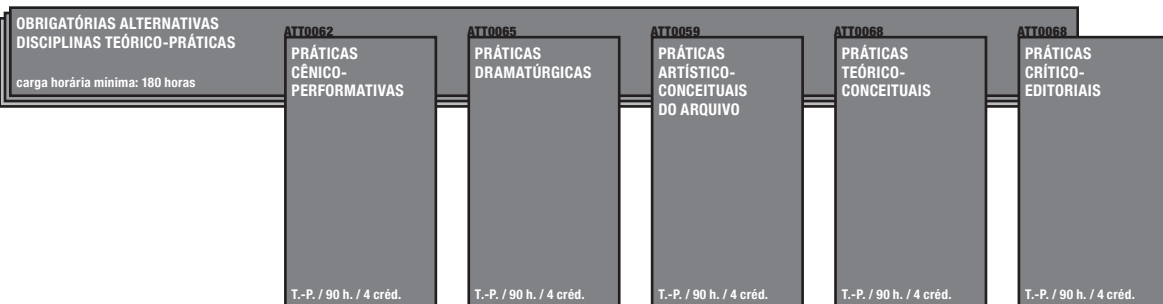 OBRIGATÓRIAS ALTERNATIVAS
DISCIPLINAS TEÓRICO-PRÁTICAS
carga horária mínima: 180 horas
ATT0062
PRÁTICAS
CÊNICO-
PERFORMATIVAS
T.-P. / 90 h. / 4 créd.
ATT0065
PRÁTICAS
DRAMATÚRGICAS
T.-P. / 90 h. / 4 créd.
ATT0059
PRÁTICAS
ARTÍSTICO-
CONCEITUAIS
DO ARQUIVO
T.-P. / 90 h. / 4 créd.
ATT0068
PRÁTICAS
TEÓRICO-
CONCEITUAIS
T.-P. / 90 h. / 4 créd.
ATT0068
PRÁTICAS
CRÍTICO-
EDITORIAIS
T.-P. / 90 h. / 4 créd.